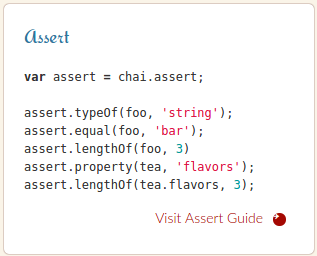 Assert
var assert = chai.assert;
assert.typeOf(foo, 'string');
assert.equal(foo, 'bar');
assert.lengthOf(foo, 3)
assert.property(tea, 'flavors');
assert.lengthOf(tea.flavors, 3);
Visit Assert Guide